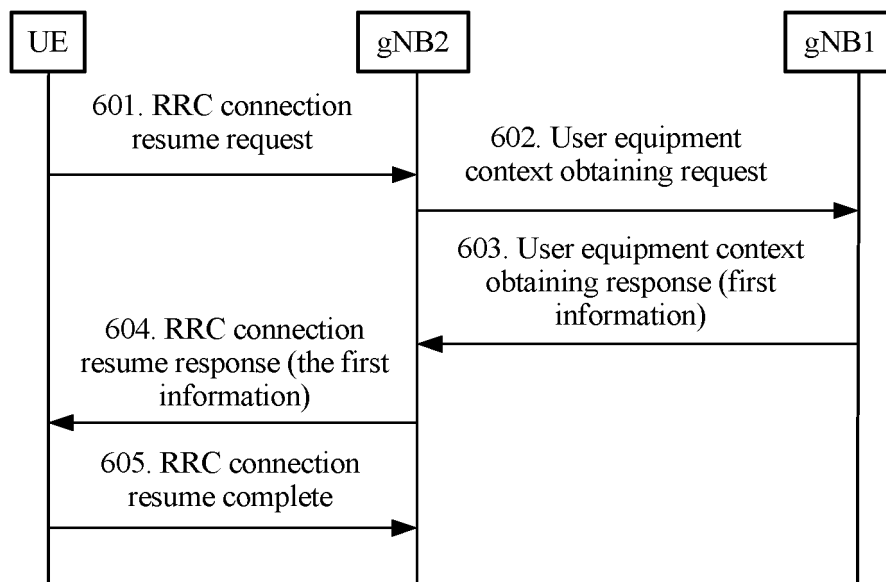 UE
gNB2
gNB1
601. RRC connection
resume request
602. User equipment
context obtaining request
603. User equipment context
obtaining response (first
information)
604. RRC connection
resume response (the first
information)
605. RRC connection
resume complete